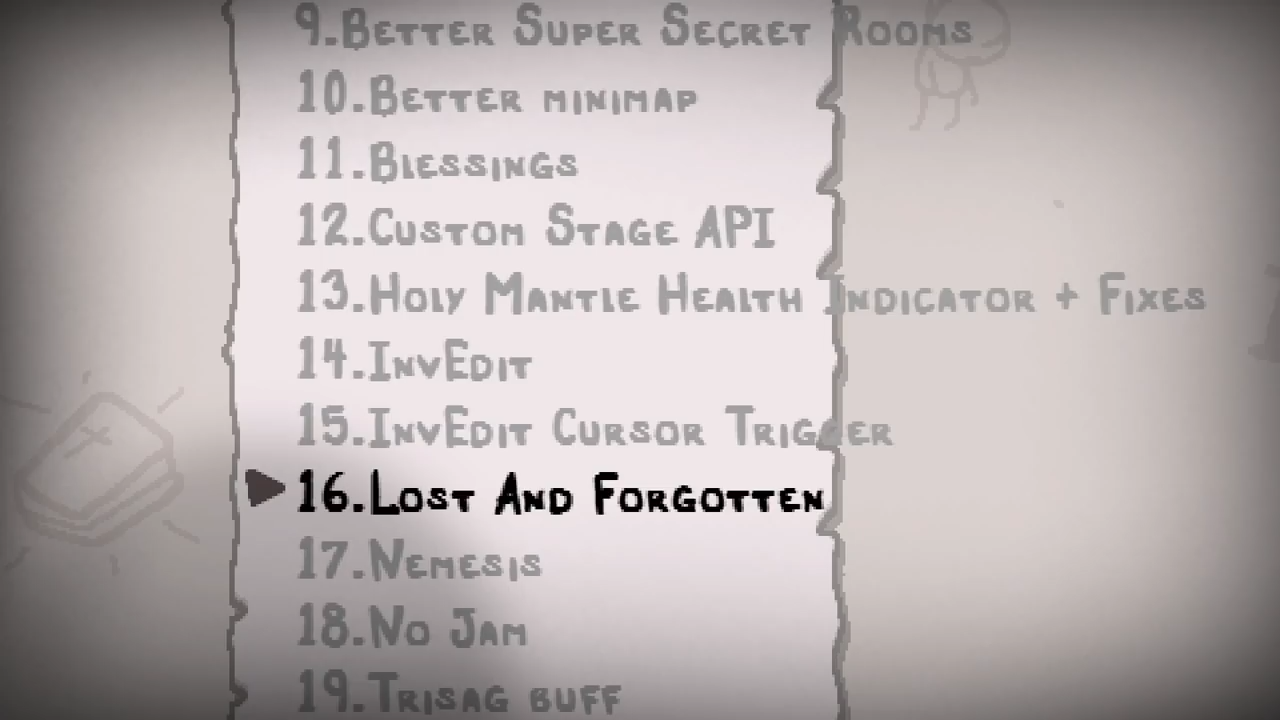 9.Better Super Secret Rooms
10.Better minimap
11.Blessings
12.Custom Stage API
13.Holy Mantle Health Indicator + Fixes
14.InvEdit
15.InvEdit Cursor Trigger
16.Lost And Forgotten
17.Nemesis
18.No Jam
19.Trisag buff